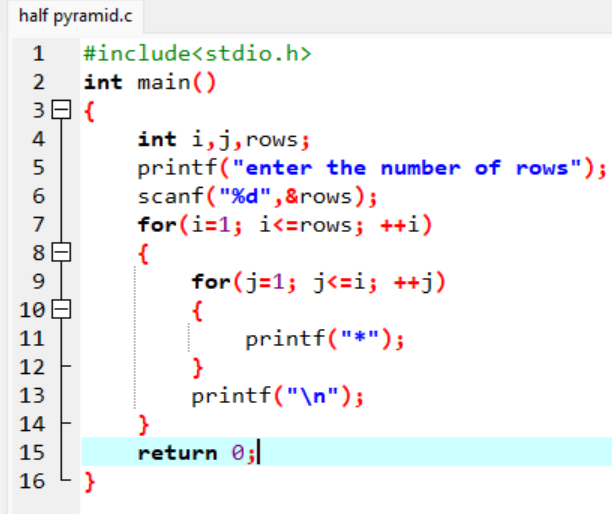 half pyramid.c
1 #include<stdio.h>
2 int main()
3 {
4 int i,j,rows;
5 printf("enter the number of rows");
6 scanf("%d",&rows);
7 for(i=1; i<=rows; ++i)
8 {
9 for(j=1; j<=i; ++j)
10 {
11 printf("*");
12 }
13 printf("\n");
14 }
15 return 0;
16 }